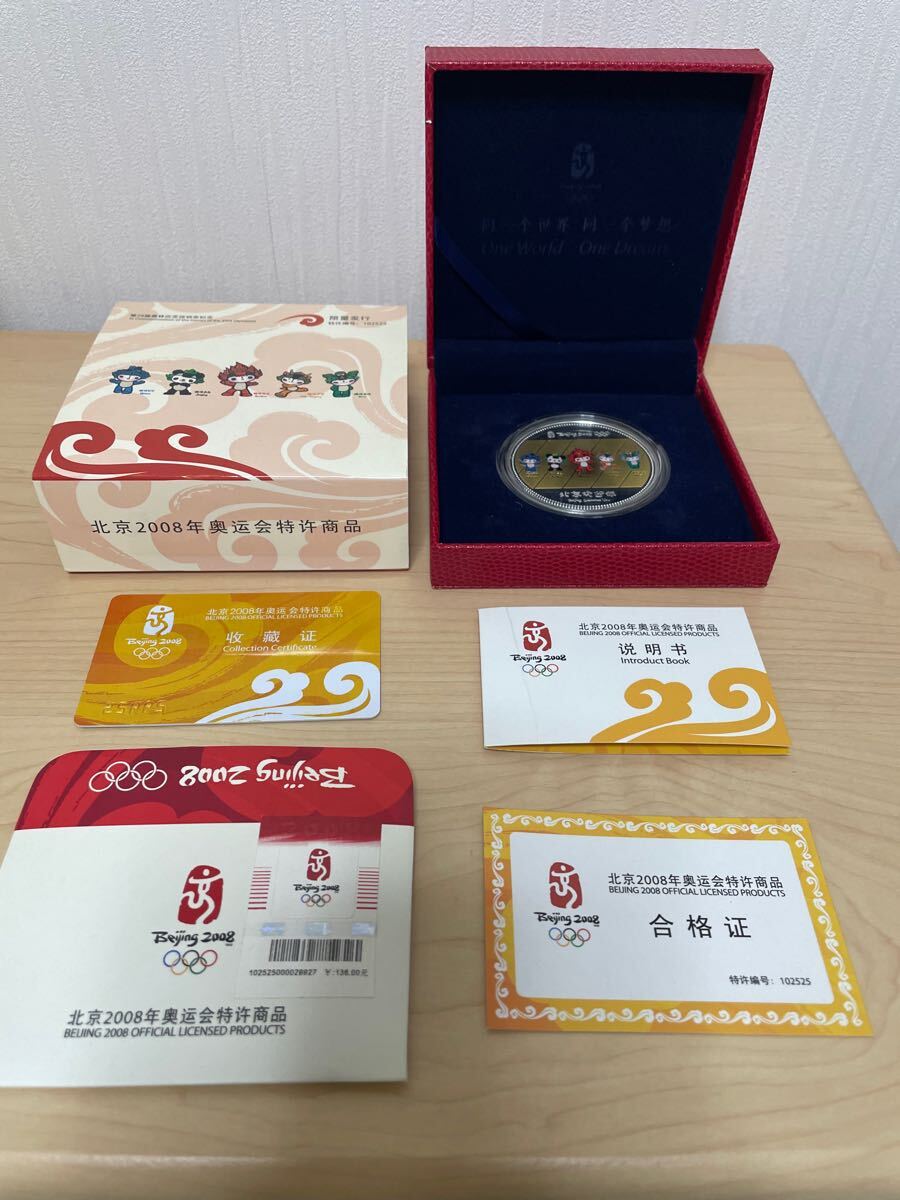 同一个世界 同一个梦想
One World One Dream
限量发行
特许编号：102525
北京2008年奥运会特许商品
Beijing 2008
北京2008年奥运会特许商品
BEIJING 2008 OFFICIAL LICENSED PRODUCTS
收藏证
Collection Certificate
Beijing 2008
北京2008年奥运会特许商品
BEIJING 2008 OFFICIAL LICENSED PRODUCTS
说明书
Introduct Book
Beijing 2008
Beijing 2008
Beijing 2008
Beijing 2008
102525000028827 ¥:136.00元
北京2008年奥运会特许商品
BEIJING 2008 OFFICIAL LICENSED PRODUCTS
北京2008年奥运会特许商品
BEIJING 2008 OFFICIAL LICENSED PRODUCTS
Beijing 2008
合格证
特许编号：102525